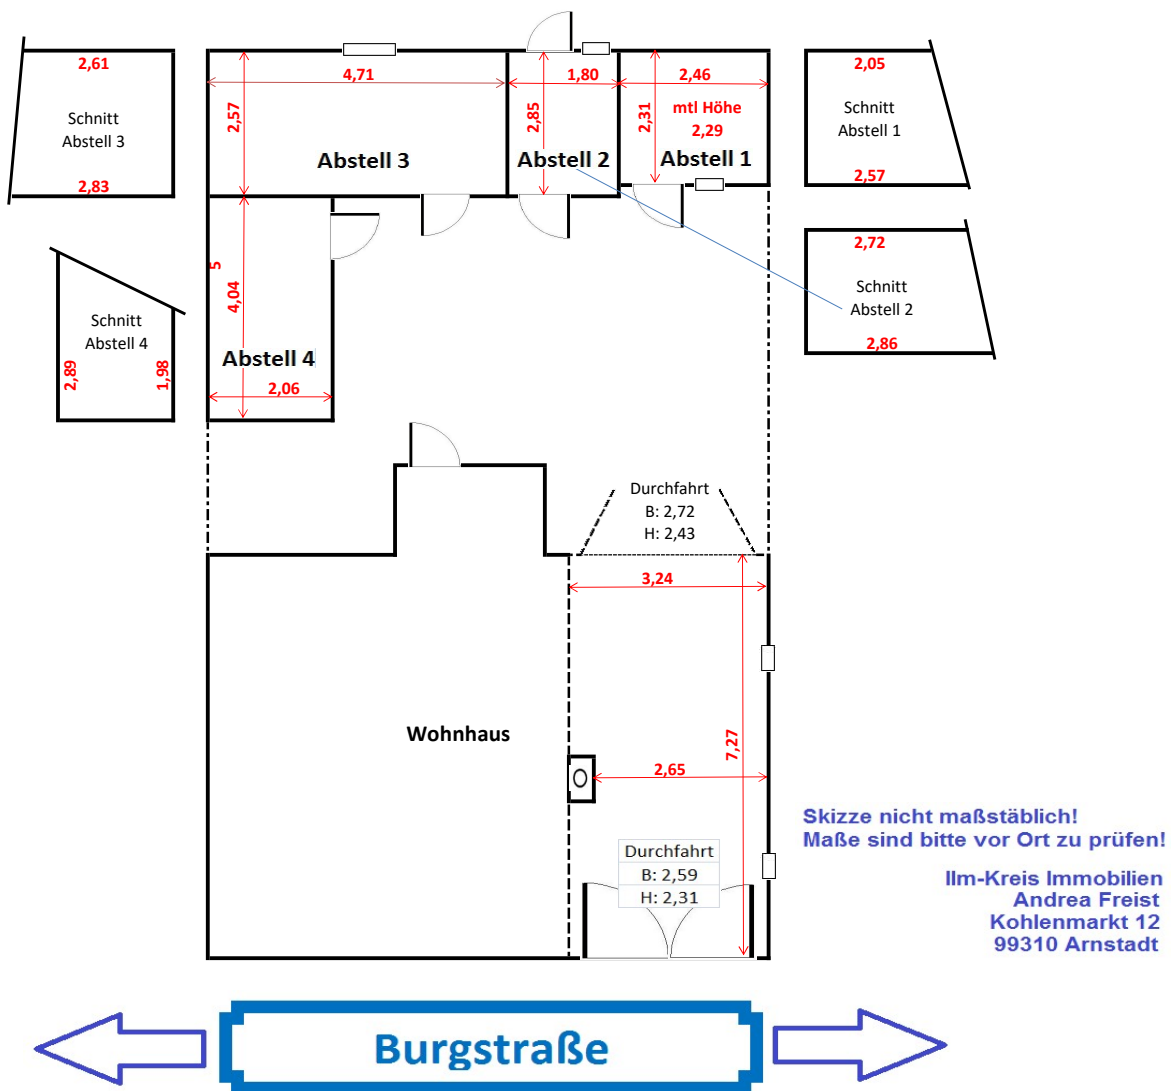 2,61
Schnitt
Abstell 3
2,83
4,71
2,57
Abstell 3
1,80
2,85
Abstell 2
2,46
2,31
mtl Höhe
2,29
Abstell 1
2,05
Schnitt
Abstell 1
2,57
2,72
Schnitt
Abstell 2
2,86
Schnitt
Abstell 4
2,89
1,98
5
4,04
Abstell 4
2,06
Durchfahrt
B: 2,72
H: 2,43
3,24
7,27
Wohnhaus
2,65
Durchfahrt
B: 2,59
H: 2,31
Skizze nicht maßstäblich!
Maße sind bitte vor Ort zu prüfen!
Ilm-Kreis Immobilien
Andrea Freist
Kohlenmarkt 12
99310 Arnstadt
Burgstraße